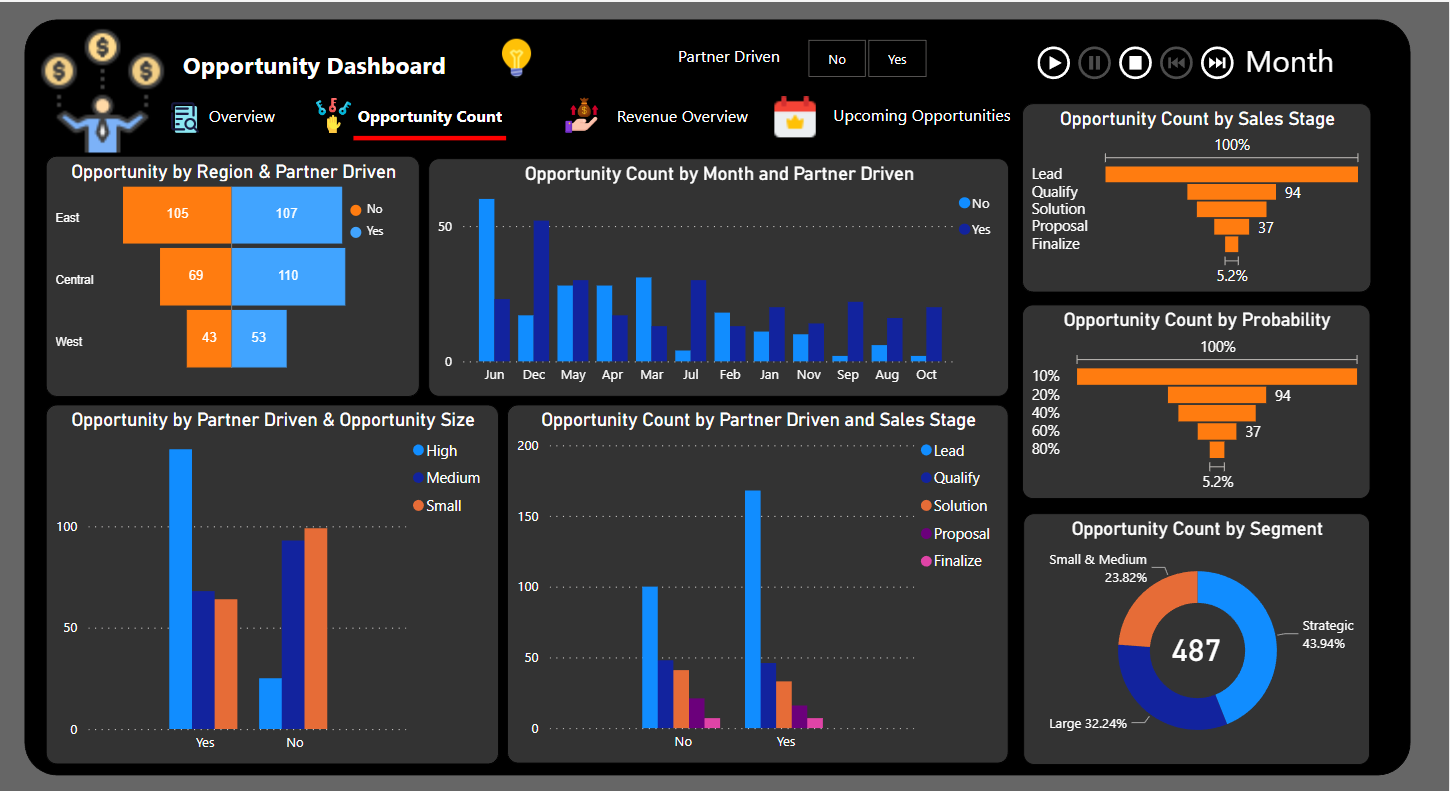 Opportunity Dashboard
Partner Driven
No
Yes
Month
Overview
Opportunity Count
Revenue Overview
Upcoming Opportunities
Opportunity by Region & Partner Driven
East
105
107
Central
69
110
West
43
53
No
Yes
Opportunity Count by Month and Partner Driven
50
0
Jun Dec May Apr Mar Jul Feb Jan Nov Sep Aug Oct
No
Yes
Opportunity Count by Sales Stage
100%
Lead
Qualify
94
Solution
Proposal
37
Finalize
5.2%
Opportunity Count by Probability
100%
10%
20%
94
40%
60%
37
80%
5.2%
Opportunity by Partner Driven & Opportunity Size
High
Medium
Small
100
50
0
Yes No
Opportunity Count by Partner Driven and Sales Stage
200
150
100
50
0
No Yes
Lead
Qualify
Solution
Proposal
Finalize
Opportunity Count by Segment
Small & Medium
23.82%
Strategic
43.94%
487
Large 32.24%